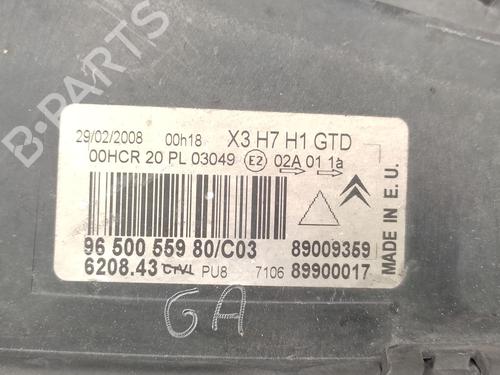 B-PARTS
29/02/2008 00h18 X3 H7 H1 GTD
00HCR 20 PL 03049 E2 02A 01 1a
96 500 559 80/C03 89009359
6208.43 PU8 7106 89900017
MADE IN E.U.
GA